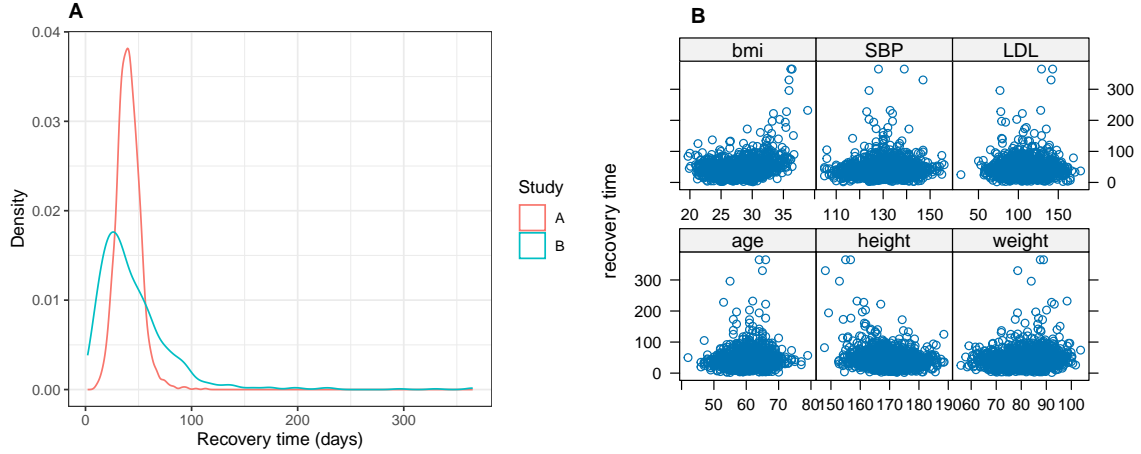 A
0.04
0.03
0.02
0.01
0.00
Density
0 100 200 300
Recovery time (days)
Study
A
B
B
bmi SBP LDL
300
200
100
0
20 25 30 35 110 130 150 50 100 150
recovery time
age height weight
300
200
100
0
50 60 70 80 150 160 170 180 190 60 70 80 90 100